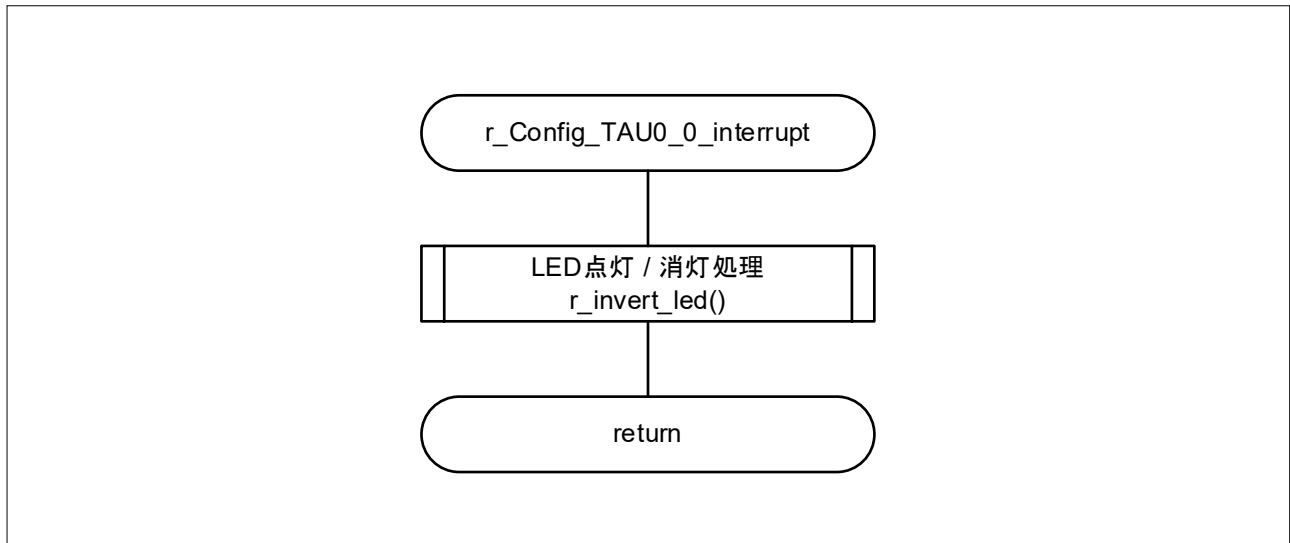 r_Config_TAU0_0_interrupt
LED点灯 / 消灯処理
r_invert_led()
return